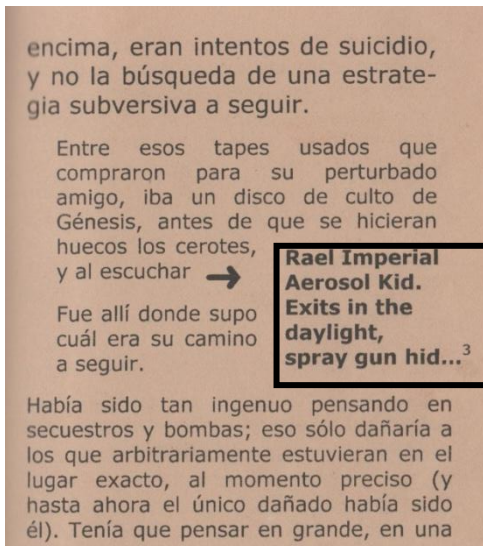 encima, eran intentos de suicidio,
y no la búsqueda de una estrate-
gia subversiva a seguir.
Entre esos tapes usados que
compraron para su perturbado
amigo, iba un disco de culto de
Génesis, antes de que se hicieran
huecos los cerotes,
y al escuchar →
Rael Imperial
Aerosol Kid.
Exits in the
daylight,
spray gun hid...³
Fue allí donde supo
cuál era su camino
a seguir.
Había sido tan ingenuo pensando en
secuestros y bombas; eso sólo dañaría a
los que arbitrariamente estuvieran en el
lugar exacto, al momento preciso (y
hasta ahora el único dañado había sido
él). Tenía que pensar en grande, en una